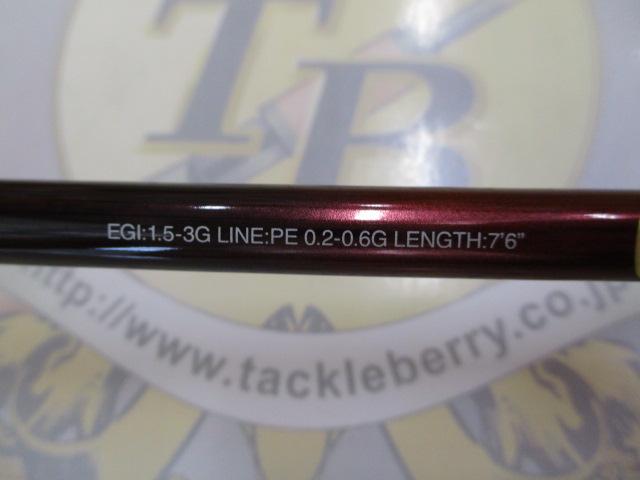 TB
EGI:1.5-3G LINE:PE 0.2-0.6G LENGTH:7'6"
http://www.tackleberry.co.jp